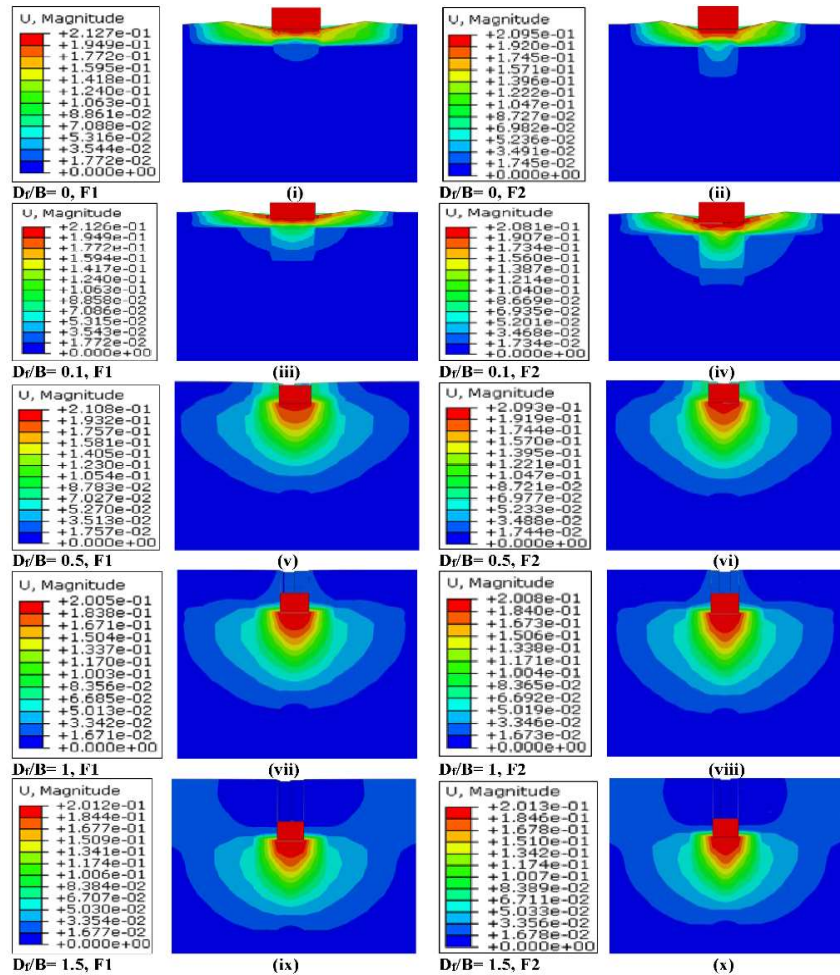 U, Magnitude
+2.127e-01
+1.949e-01
+1.772e-01
+1.595e-01
+1.418e-01
+1.240e-01
+1.063e-01
+8.861e-02
+7.088e-02
+5.316e-02
+3.544e-02
+1.772e-02
+0.000e+00
Df/B= 0, F1
(i)
U, Magnitude
+2.095e-01
+1.920e-01
+1.745e-01
+1.571e-01
+1.396e-01
+1.222e-01
+1.047e-01
+8.727e-02
+6.982e-02
+5.236e-02
+3.491e-02
+1.745e-02
+0.000e+00
Df/B= 0, F2
(ii)
U, Magnitude
+2.126e-01
+1.949e-01
+1.772e-01
+1.594e-01
+1.417e-01
+1.240e-01
+1.063e-01
+8.858e-02
+7.086e-02
+5.315e-02
+3.543e-02
+1.772e-02
+0.000e+00
Df/B= 0.1, F1
(iii)
U, Magnitude
+2.081e-01
+1.907e-01
+1.734e-01
+1.560e-01
+1.387e-01
+1.214e-01
+1.040e-01
+8.669e-02
+6.935e-02
+5.201e-02
+3.468e-02
+1.734e-02
+0.000e+00
Df/B= 0.1, F2
(iv)
U, Magnitude
+2.108e-01
+1.932e-01
+1.757e-01
+1.581e-01
+1.405e-01
+1.230e-01
+1.054e-01
+8.783e-02
+7.027e-02
+5.270e-02
+3.513e-02
+1.757e-02
+0.000e+00
Df/B= 0.5, F1
(v)
U, Magnitude
+2.093e-01
+1.919e-01
+1.744e-01
+1.570e-01
+1.395e-01
+1.221e-01
+1.047e-01
+8.721e-02
+6.977e-02
+5.233e-02
+3.488e-02
+1.744e-02
+0.000e+00
Df/B= 0.5, F2
(vi)
U, Magnitude
+2.005e-01
+1.838e-01
+1.671e-01
+1.504e-01
+1.337e-01
+1.170e-01
+1.003e-01
+8.356e-02
+6.685e-02
+5.013e-02
+3.342e-02
+1.671e-02
+0.000e+00
Df/B= 1, F1
(vii)
U, Magnitude
+2.008e-01
+1.840e-01
+1.673e-01
+1.506e-01
+1.338e-01
+1.171e-01
+1.004e-01
+8.365e-02
+6.692e-02
+5.019e-02
+3.346e-02
+1.673e-02
+0.000e+00
Df/B= 1, F2
(viii)
U, Magnitude
+2.012e-01
+1.844e-01
+1.677e-01
+1.509e-01
+1.341e-01
+1.174e-01
+1.006e-01
+8.384e-02
+6.707e-02
+5.030e-02
+3.354e-02
+1.677e-02
+0.000e+00
Df/B= 1.5, F1
(ix)
U, Magnitude
+2.013e-01
+1.846e-01
+1.678e-01
+1.510e-01
+1.342e-01
+1.174e-01
+1.007e-01
+8.389e-02
+6.711e-02
+5.033e-02
+3.356e-02
+1.678e-02
+0.000e+00
Df/B= 1.5, F2
(x)